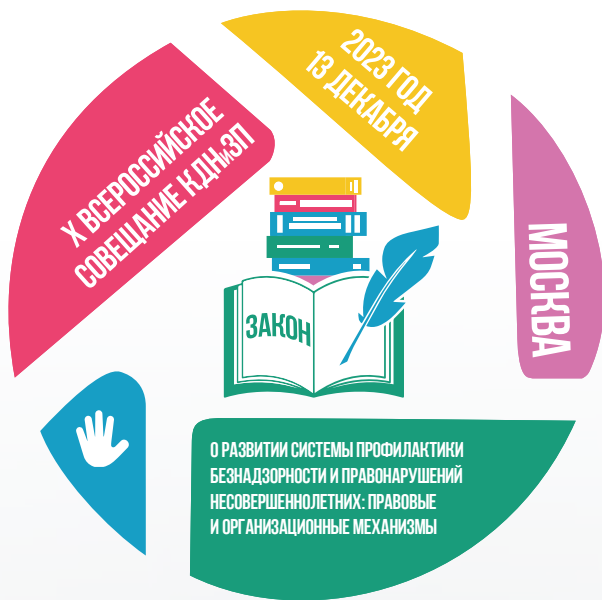 X ВСЕРОССИЙСКОЕ
СОВЕЩАНИЕ КДНиЗП
2023 ГОД
13 ДЕКАБРЯ
МОСКВА
ЗАКОН
О РАЗВИТИИ СИСТЕМЫ ПРОФИЛАКТИКИ
БЕЗНАДЗОРНОСТИ И ПРАВОНАРУШЕНИЙ
НЕСОВЕРШЕННОЛЕТНИХ: ПРАВОВЫЕ
И ОРГАНИЗАЦИОННЫЕ МЕХАНИЗМЫ